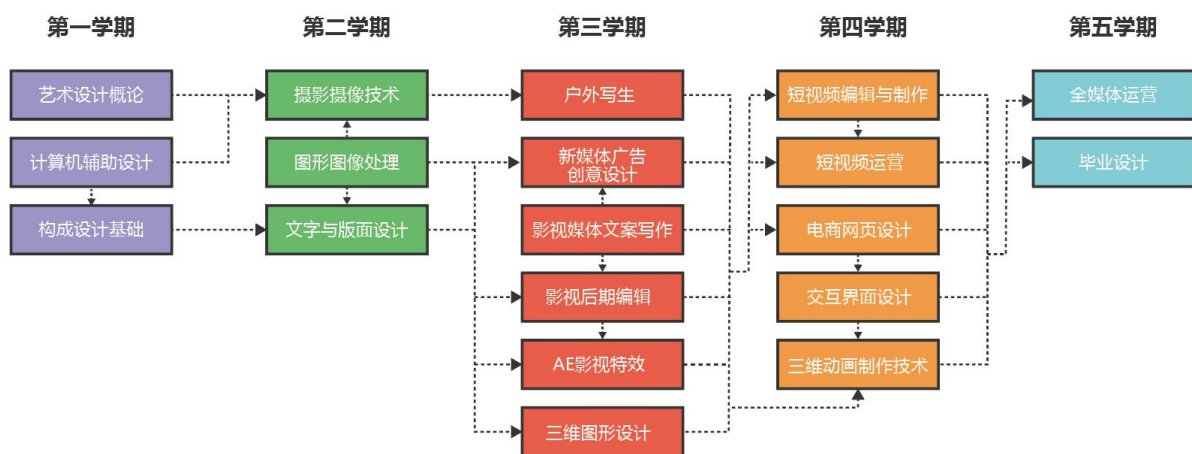 第一学期
第二学期
第三学期
第四学期
第五学期
艺术设计概论
摄影摄像技术
户外写生
短视频编辑与制作
全媒体运营
计算机辅助设计
图形图像处理
新媒体广告
创意设计
短视频运营
毕业设计
构成设计基础
文字与版面设计
影视媒体文案写作
电商网页设计
影视后期编辑
交互界面设计
AE影视特效
三维动画制作技术
三维图形设计